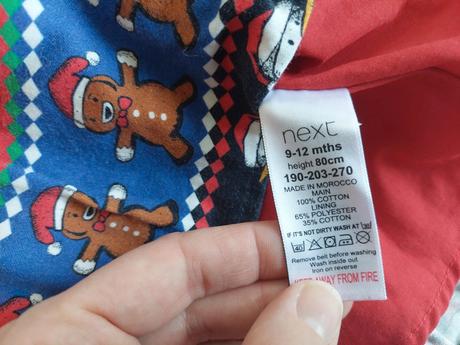 next
9-12 mths
height 80cm
190-203-270
MADE IN MOROCCO
MAIN
100% COTTON
LINING
65% POLYESTER
35% COTTON
IF IT'S NOT DIRTY WASH AT
40
Remove belt before washing
Wash inside out
Iron on reverse
KEEP AWAY FROM FIRE